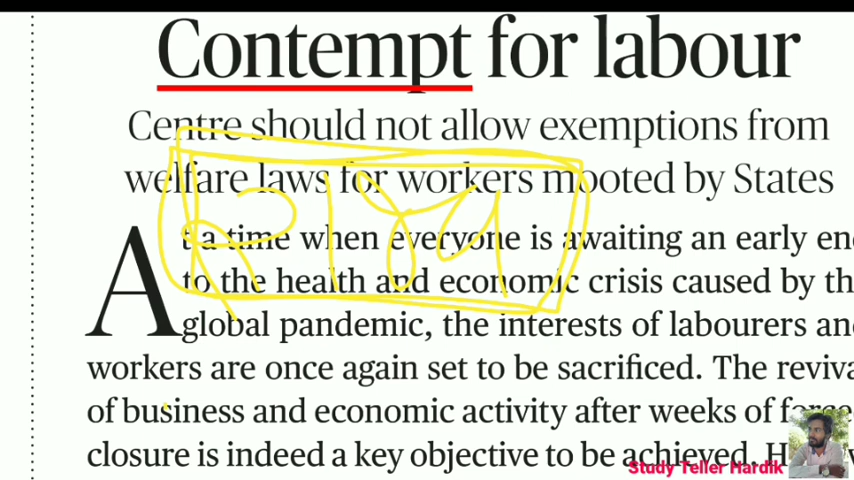 Contempt for labour
Centre should not allow exemptions from
welfare laws for workers mooted by States
At a time when everyone is awaiting an early en
to the health and economic crisis caused by th
global pandemic, the interests of labourers an
workers are once again set to be sacrificed. The reviva
of business and economic activity after weeks of force
closure is indeed a key objective to be achieved. H
Study Teller Hardik